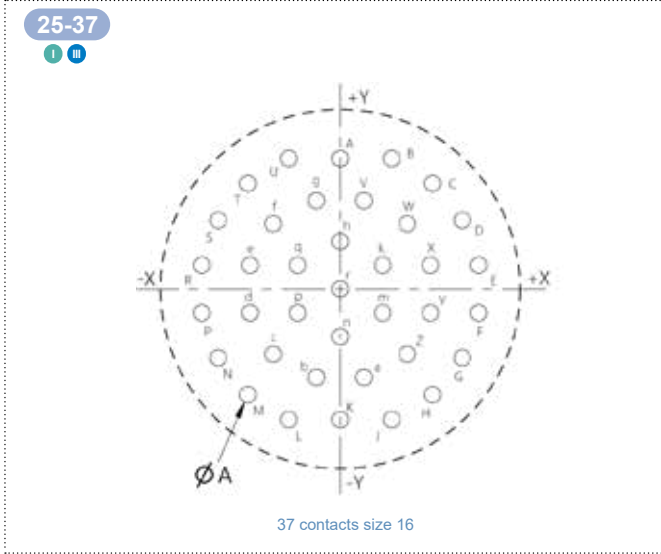 25-37
I III
+Y
U A B
T g V C
S f W D
h
e q k X
-X R r E +X
d p m y
P n F
N b Z G
M K H
L J
ØA -Y
37 contacts size 16